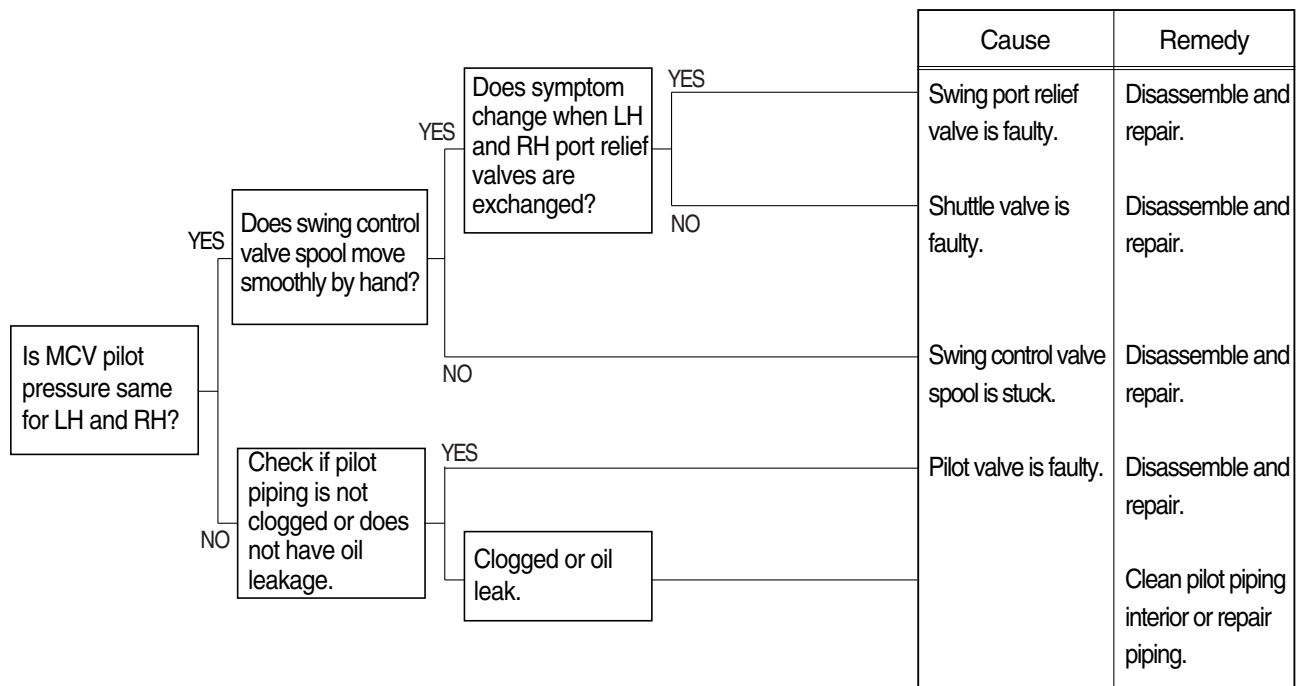 Is MCV pilot
pressure same
for LH and RH?
YES
Does swing control
valve spool move
smoothly by hand?
YES
Does symptom
change when LH
and RH port relief
valves are
exchanged?
YES
NO
NO
NO
Check if pilot
piping is not
clogged or does
not have oil
leakage.
YES
Clogged or oil
leak.
Cause
Remedy
Swing port relief
valve is faulty.
Disassemble and
repair.
Shuttle valve is
faulty.
Disassemble and
repair.
Swing control valve
spool is stuck.
Disassemble and
repair.
Pilot valve is faulty.
Disassemble and
repair.
Clean pilot piping
interior or repair
piping.